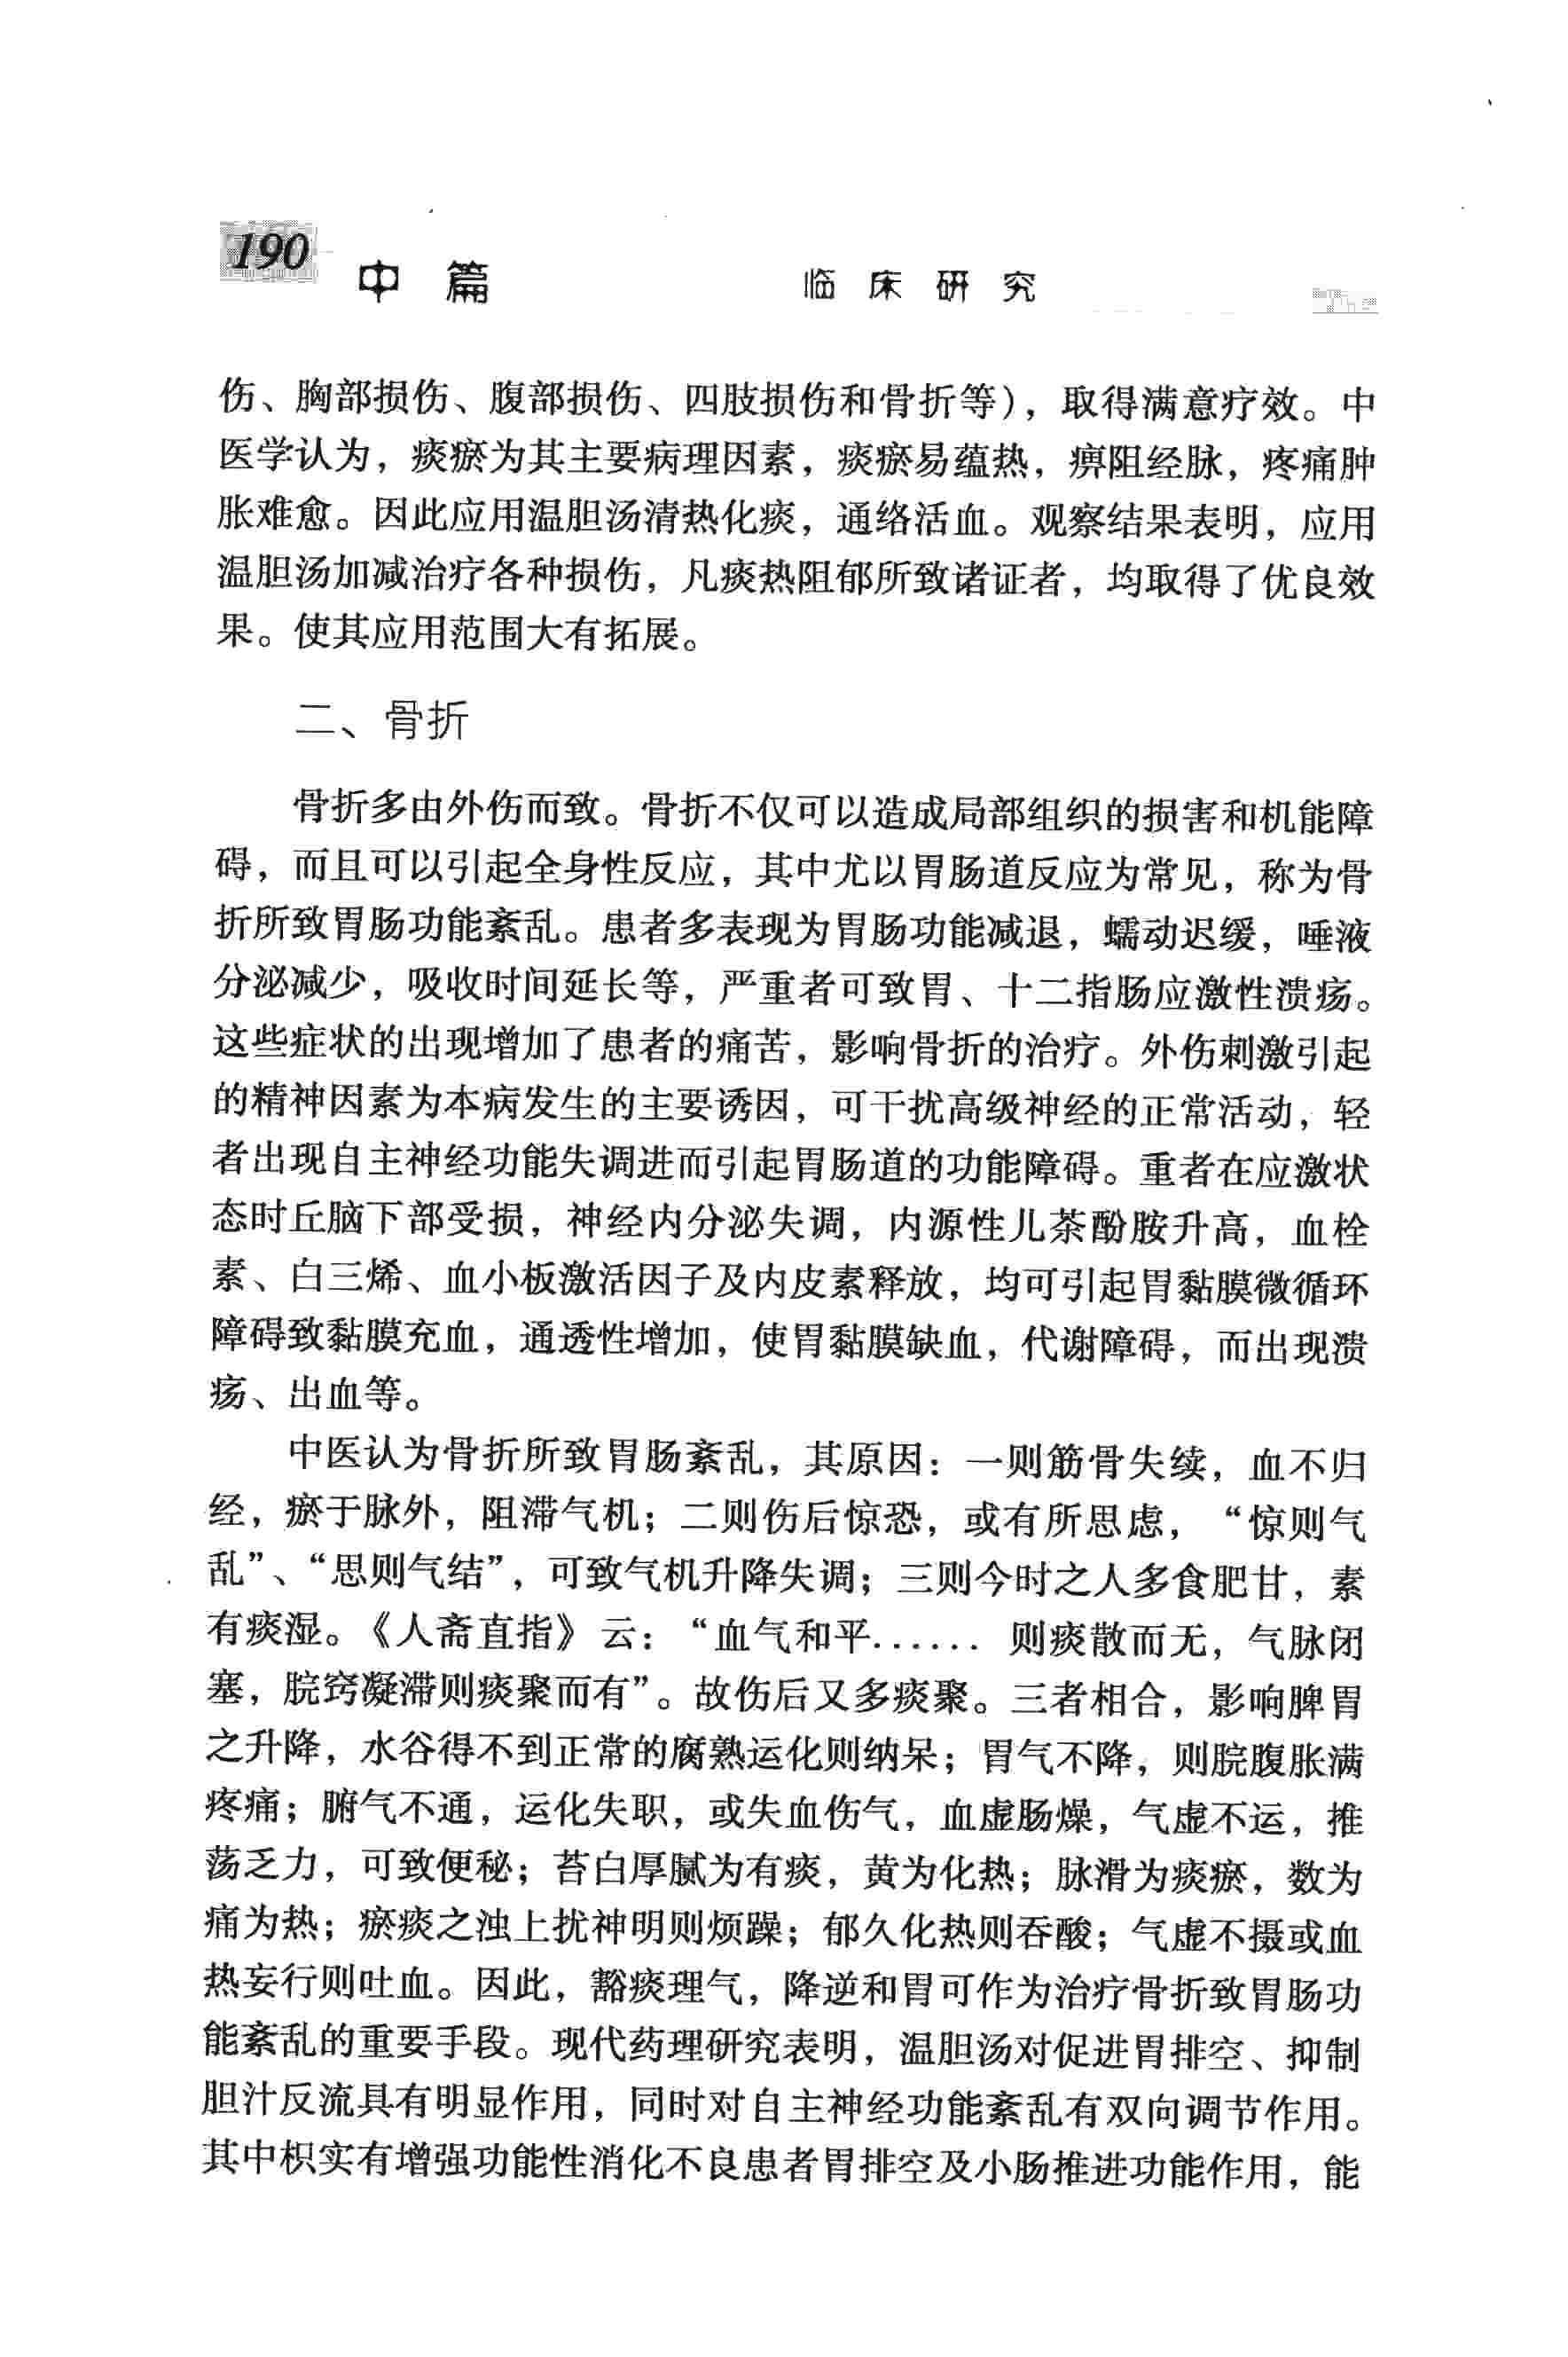 190
中 篇 临 床 研 究
伤、胸部损伤、腹部损伤、四肢损伤和骨折等），取得满意疗效。中
医学认为，痰瘀为其主要病理因素，痰瘀易蕴热，痹阻经脉，疼痛肿
胀难愈。因此应用温胆汤清热化痰，通络活血。观察结果表明，应用
温胆汤加减治疗各种损伤，凡痰热阻郁所致诸证者，均取得了优良效
果。使其应用范围大有拓展。
二、骨折
骨折多由外伤而致。骨折不仅可以造成局部组织的损害和机能障
碍，而且可以引起全身性反应，其中尤以胃肠道反应为常见，称为骨
折所致胃肠功能紊乱。患者多表现为胃肠功能减退，蠕动迟缓，唾液
分泌减少，吸收时间延长等，严重者可致胃、十二指肠应激性溃疡。
这些症状的出现增加了患者的痛苦，影响骨折的治疗。外伤刺激引起
的精神因素为本病发生的主要诱因，可干扰高级神经的正常活动，轻
者出现自主神经功能失调进而引起胃肠道的功能障碍。重者在应激状
态时丘脑下部受损，神经内分泌失调，内源性儿茶酚胺升高，血栓
素、白三烯、血小板激活因子及内皮素释放，均可引起胃黏膜微循环
障碍致黏膜充血，通透性增加，使胃黏膜缺血，代谢障碍，而出现溃
疡、出血等。
中医认为骨折所致胃肠紊乱，其原因：一则筋骨失续，血不归
经，瘀于脉外，阻滞气机；二则伤后惊恐，或有所思虑，“惊则气
乱”、“思则气结”，可致气机升降失调；三则今时之人多食肥甘，素
有痰湿。《人斋直指》云：“血气和平...... 则痰散而无，气脉闭
塞，脘窍凝滞则痰聚而有”。故伤后又多痰聚。三者相合，影响脾胃
之升降，水谷得不到正常的腐熟运化则纳呆；胃气不降，则脘腹胀满
疼痛；腑气不通，运化失职，或失血伤气，血虚肠燥，气虚不运，推
荡乏力，可致便秘；苔白厚腻为有痰，黄为化热；脉滑为痰瘀，数为
痛为热；瘀痰之浊上扰神明则烦躁；郁久化热则吞酸；气虚不摄或血
热妄行则吐血。因此，豁痰理气，降逆和胃可作为治疗骨折致胃肠功
能紊乱的重要手段。现代药理研究表明，温胆汤对促进胃排空、抑制
胆汁反流具有明显作用，同时对自主神经功能紊乱有双向调节作用。
其中枳实有增强功能性消化不良患者胃排空及小肠推进功能作用，能